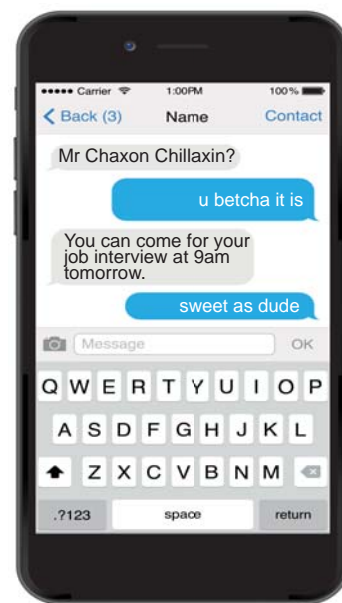 Carrier 1:00PM 100%
Back (3) Name Contact
Mr Chaxon Chillaxin?
u betcha it is
You can come for your
job interview at 9am
tomorrow.
sweet as dude
Message OK
Q W E R T Y U I O P
A S D F G H J K L
Z X C V B N M
.?123 space return